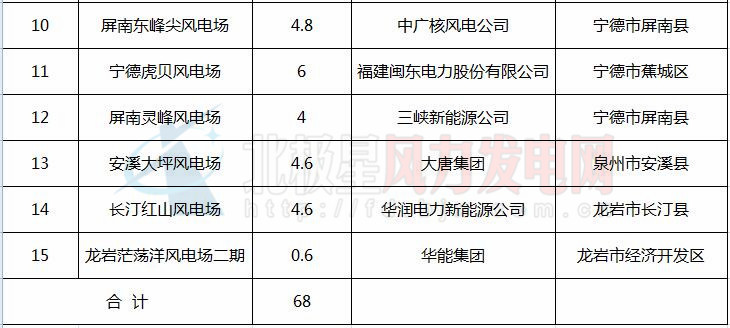 10 屏南东峰尖风电场 4.8 中广核风电公司 宁德市屏南县
11 宁德虎贝风电场 6 福建闽东电力股份有限公司 宁德市蕉城区
12 屏南灵峰风电场 4 三峡新能源公司 宁德市屏南县
13 安溪大坪风电场 4.6 大唐集团 泉州市安溪县
14 长汀红山风电场 4.6 华润电力新能源公司 龙岩市长汀县
15 龙岩茫荡洋风电场二期 0.6 华能集团 龙岩市经济开发区
合 计 68
北极星风力发电网